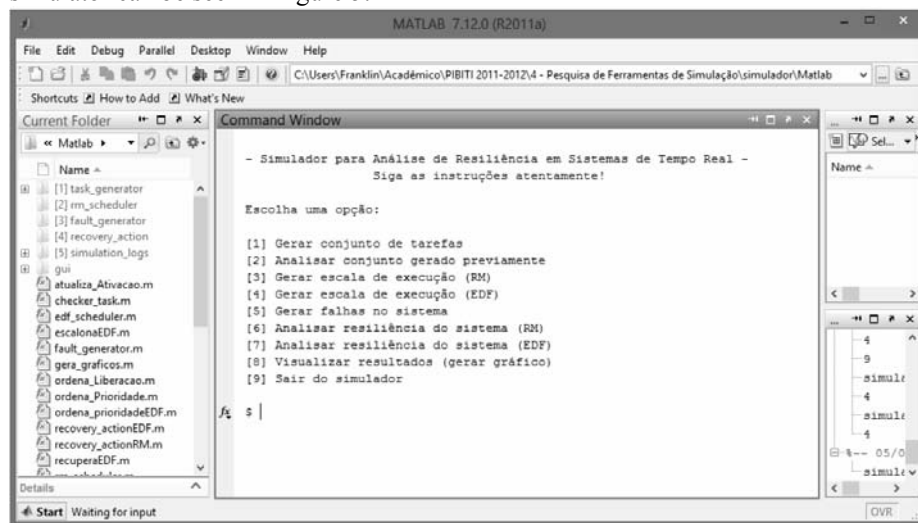 MATLAB 7.12.0 (R2011a)
File Edit Debug Parallel Desktop Window Help
C:\Users\Franklin\Acadêmico\PIBITI 2011-2012\4 - Pesquisa de Ferramentas de Simulação\simulador\Matlab
Shortcuts How to Add What's New
Current Folder
« Matlab
Name
[1] task_generator
[2] rm_scheduler
[3] fault_generator
[4] recovery_action
[5] simulation_logs
gui
atualiza_Ativacao.m
checker_task.m
edf_scheduler.m
escalonaEDF.m
fault_generator.m
gera_graficos.m
ordena_Liberacao.m
ordena_Prioridade.m
ordena_prioridadeEDF.m
recovery_actionEDF.m
recovery_actionRM.m
recuperaEDF.m
Details
Command Window
- Simulador para Análise de Resiliência em Sistemas de Tempo Real -
Siga as instruções atentamente!
Escolha uma opção:
[1] Gerar conjunto de tarefas
[2] Analisar conjunto gerado previamente
[3] Gerar escala de execução (RM)
[4] Gerar escala de execução (EDF)
[5] Gerar falhas no sistema
[6] Analisar resiliência do sistema (RM)
[7] Analisar resiliência do sistema (EDF)
[8] Visualizar resultados (gerar gráfico)
[9] Sair do simulador
fx $
... 
Sel...
Name
...
4
9
simula
4
simula
4
%-- 05/0
simula
Start Waiting for input
OVR